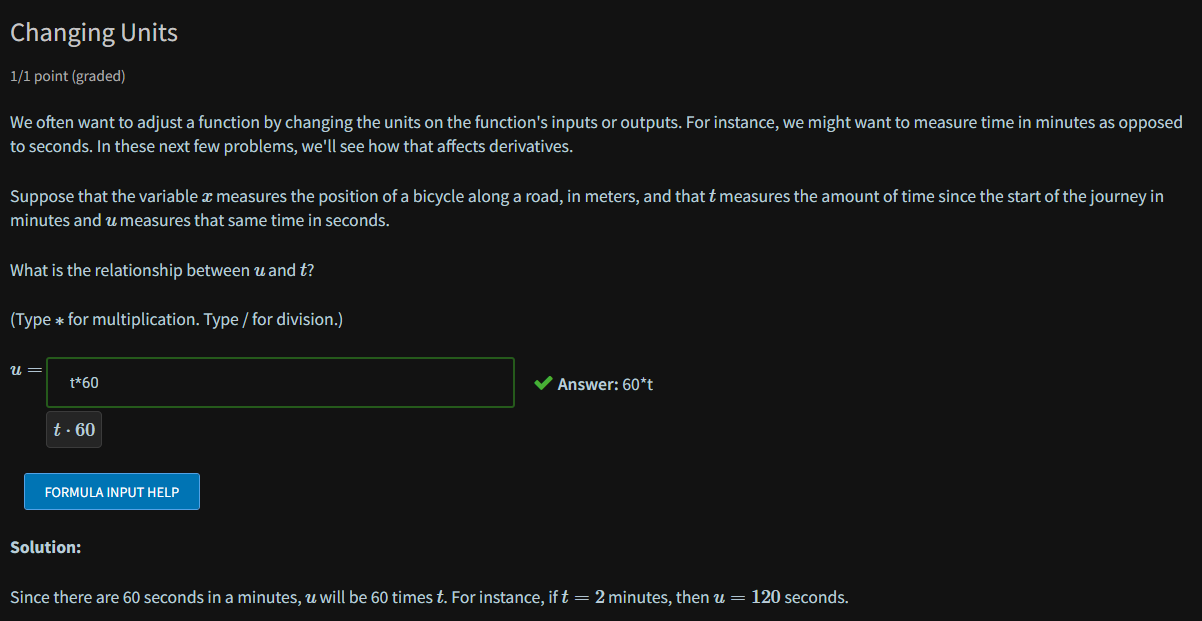 Changing Units
1/1 point (graded)
We often want to adjust a function by changing the units on the function's inputs or outputs. For instance, we might want to measure time in minutes as opposed
to seconds. In these next few problems, we'll see how that affects derivatives.
Suppose that the variable x measures the position of a bicycle along a road, in meters, and that t measures the amount of time since the start of the journey in
minutes and u measures that same time in seconds.
What is the relationship between u and t?
(Type * for multiplication. Type / for division.)
u =
t*60
Answer: 60*t
t · 60
FORMULA INPUT HELP
Solution:
Since there are 60 seconds in a minutes, u will be 60 times t. For instance, if t = 2 minutes, then u = 120 seconds.